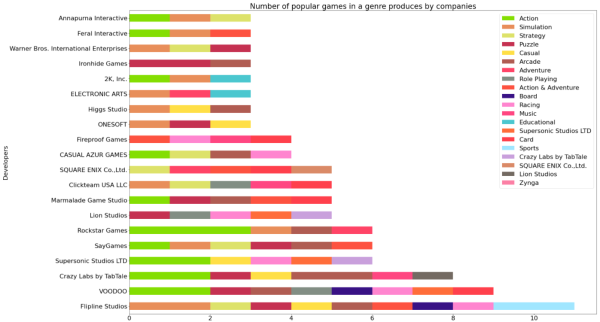 Number of popular games in a genre produces by companies
Developers
Annapurna Interactive
Feral Interactive
Warner Bros. International Enterprises
Ironhide Games
2K, Inc.
ELECTRONIC ARTS
Higgs Studio
ONESOFT
Fireproof Games
CASUAL AZUR GAMES
SQUARE ENIX Co.,Ltd.
Clickteam USA LLC
Marmalade Game Studio
Lion Studios
Rockstar Games
SayGames
Supersonic Studios LTD
Crazy Labs by TabTale
VOODOO
Flipline Studios
0 2 4 6 8 10
Action
Simulation
Strategy
Puzzle
Casual
Arcade
Adventure
Role Playing
Action & Adventure
Board
Racing
Music
Educational
Supersonic Studios LTD
Card
Sports
Crazy Labs by TabTale
SQUARE ENIX Co.,Ltd.
Lion Studios
Zynga